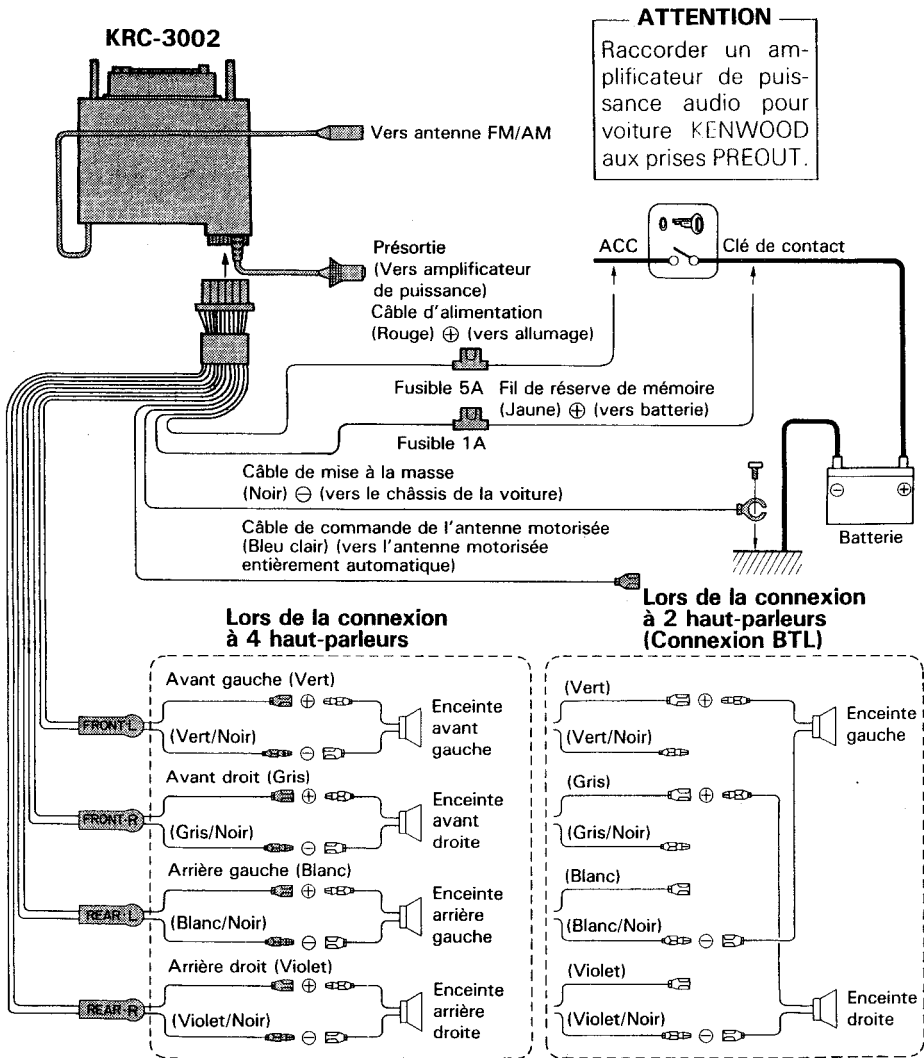 KRC-3002
ATTENTION
Raccorder un am-
plificateur de puis-
sance audio pour
voiture KENWOOD
aux prises PREOUT.
Vers antenne FM/AM
ACC
Clé de contact
Présortie
(Vers amplificateur
de puissance)
Câble d'alimentation
(Rouge) ⊕ (vers allumage)
Fusible 5A
Fil de réserve de mémoire
(Jaune) ⊕ (vers batterie)
Fusible 1A
Câble de mise à la masse
(Noir) ⊖ (vers le châssis de la voiture)
⊖ ⊕
Batterie
Câble de commande de l'antenne motorisée
(Bleu clair) (vers l'antenne motorisée
entièrement automatique)
Lors de la connexion
à 4 haut-parleurs
Avant gauche (Vert)
⊕
FRONT·L
(Vert/Noir)
⊖
Enceinte
avant
gauche
Avant droit (Gris)
⊕
FRONT·R
(Gris/Noir)
⊖
Enceinte
avant
droite
Arrière gauche (Blanc)
⊕
REAR·L
(Blanc/Noir)
⊖
Enceinte
arrière
gauche
Arrière droit (Violet)
⊕
REAR·R
(Violet/Noir)
⊖
Enceinte
arrière
droite
Lors de la connexion
à 2 haut-parleurs
(Connexion BTL)
(Vert)
⊕
(Vert/Noir)
Enceinte
gauche
(Gris)
⊕
(Gris/Noir)
(Blanc)
(Blanc/Noir)
⊖
(Violet)
(Violet/Noir)
⊖
Enceinte
droite